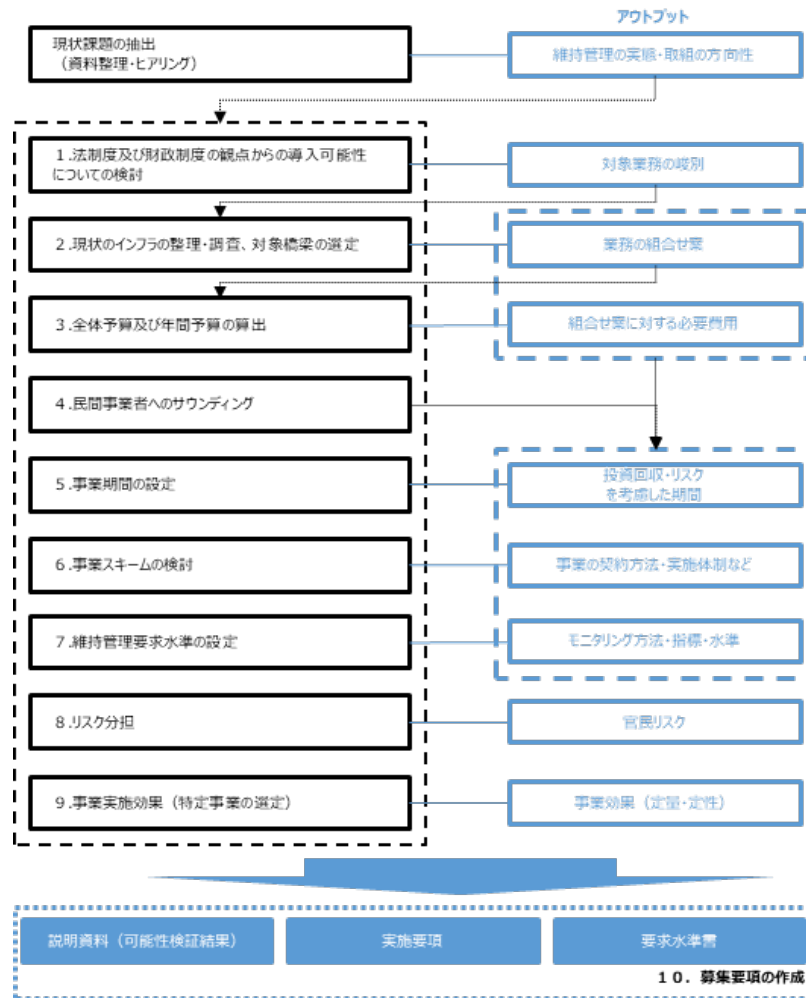 アウトプット
現状課題の抽出
(資料整理・ヒアリング)
維持管理の実態・取組の方向性
1.法制度及び財政制度の観点からの導入可能性
についての検討
対象業務の峻別
2.現状のインフラの整理・調査、対象橋梁の選定
業務の組合せ案
3.全体予算及び年間予算の算出
組合せ案に対する必要費用
4.民間事業者へのサウンディング
5.事業期間の設定
投資回収・リスク
を考慮した期間
6.事業スキームの検討
事業の契約方法・実施体制など
7.維持管理要求水準の設定
モニタリング方法・指標・水準
8.リスク分担
官民リスク
9.事業実施効果(特定事業の選定)
事業効果(定量・定性)
説明資料(可能性検証結果)
実施要項
要求水準書
10.募集要項の作成